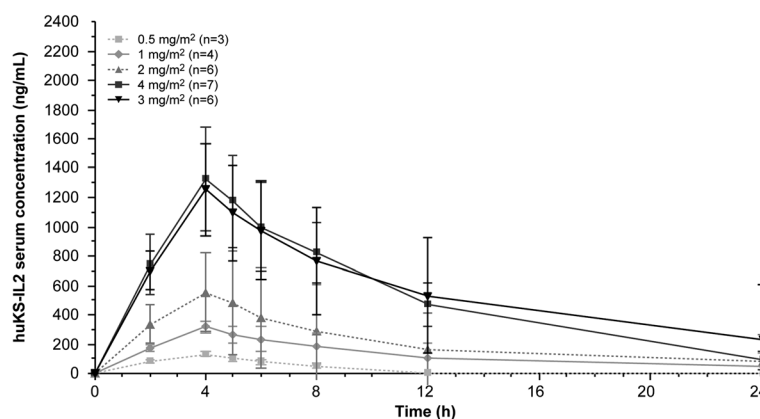 huKS-IL2 serum concentration (ng/mL)
2400
2200
2000
1800
1600
1400
1200
1000
800
600
400
200
0
0.5 mg/m² (n=3)
1 mg/m² (n=4)
2 mg/m² (n=6)
4 mg/m² (n=7)
3 mg/m² (n=6)
0 4 8 12 16 20
Time (h)